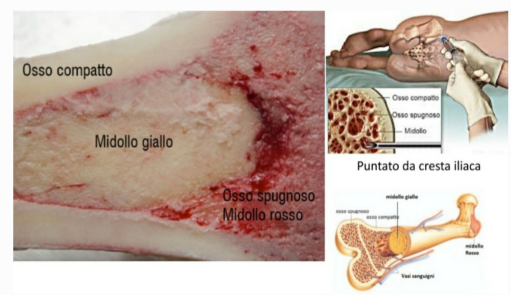 Osso compatto
Midollo giallo
Osso spugnoso
Midollo rosso
Osso compatto
Osso spugnoso
Midollo
Puntato da cresta iliaca
midollo giallo
osso spugnoso
osso compatto
midollo
Rosso
Vasi sanguigni